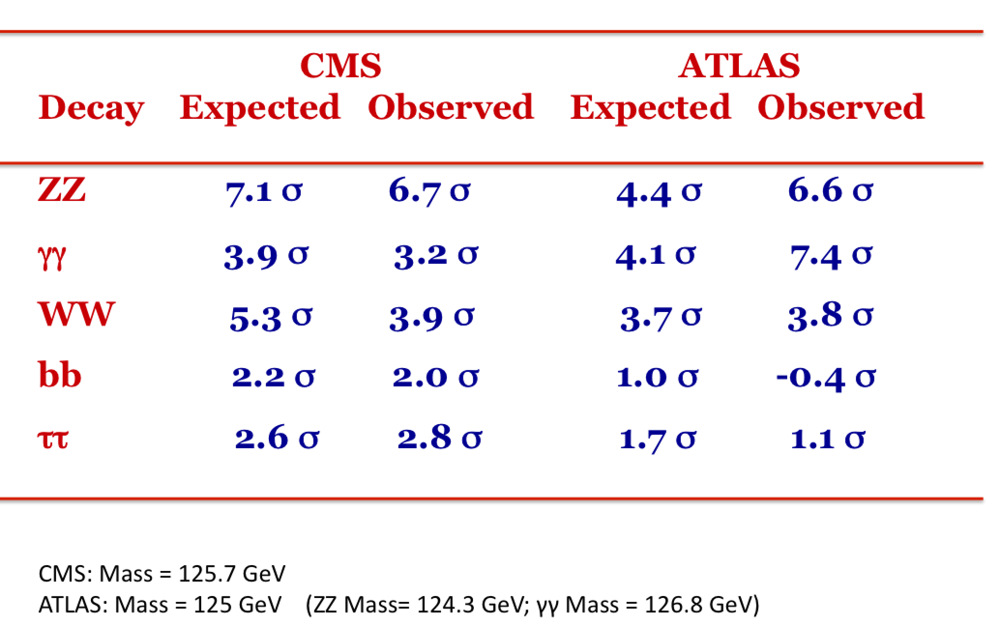 CMS ATLAS
Decay Expected Observed Expected Observed
ZZ 7.1 σ 6.7 σ 4.4 σ 6.6 σ
γγ 3.9 σ 3.2 σ 4.1 σ 7.4 σ
WW 5.3 σ 3.9 σ 3.7 σ 3.8 σ
bb 2.2 σ 2.0 σ 1.0 σ -0.4 σ
ττ 2.6 σ 2.8 σ 1.7 σ 1.1 σ
CMS: Mass = 125.7 GeV
ATLAS: Mass = 125 GeV (ZZ Mass= 124.3 GeV; γγ Mass = 126.8 GeV)